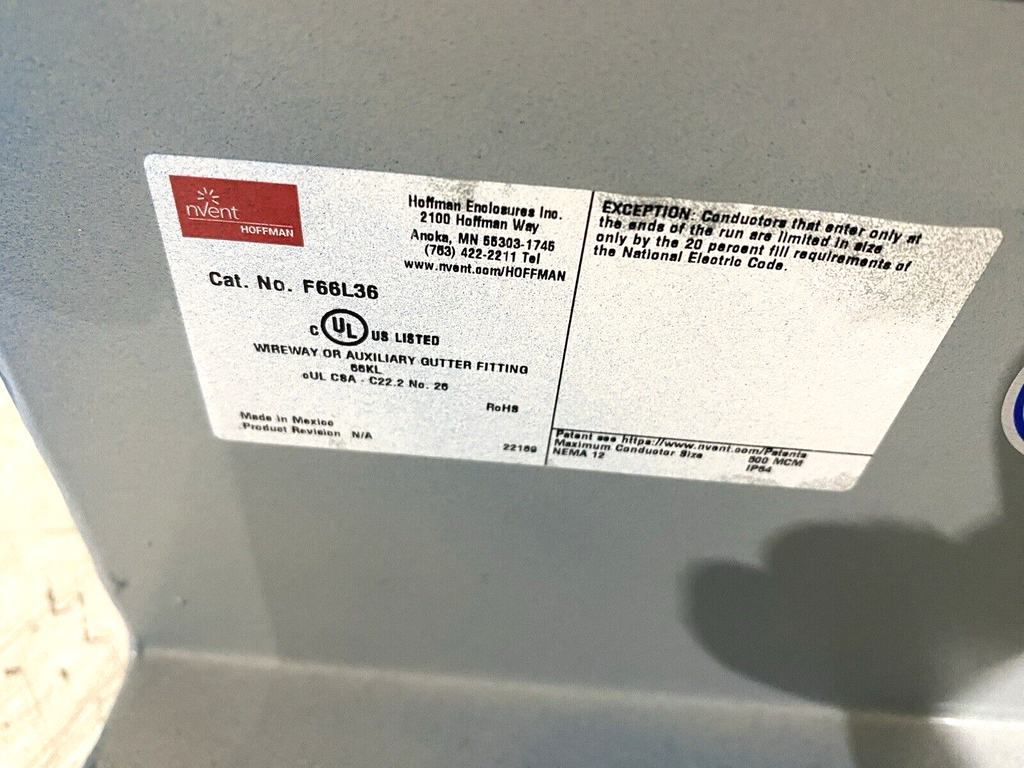 nVent
HOFFMAN
Hoffman Enclosures Inc.
2100 Hoffman Way
Anoka, MN 55303-1745
(763) 422-2211 Tel
www.nvent.com/HOFFMAN
Cat. No. F66L36
C UL US LISTED
WIREWAY OR AUXILIARY GUTTER FITTING
66KL
cUL CSA - C22.2 No. 26
RoHS
Made in Mexico
Product Revision N/A
22169
EXCEPTION: Conductors that enter only at
the ends of the run are limited in size
only by the 20 percent fill requirements of
the National Electric Code.
Patent see https://www.nvent.com/Patents
Maximum Conductor Size 500 MCM
NEMA 12 IP54